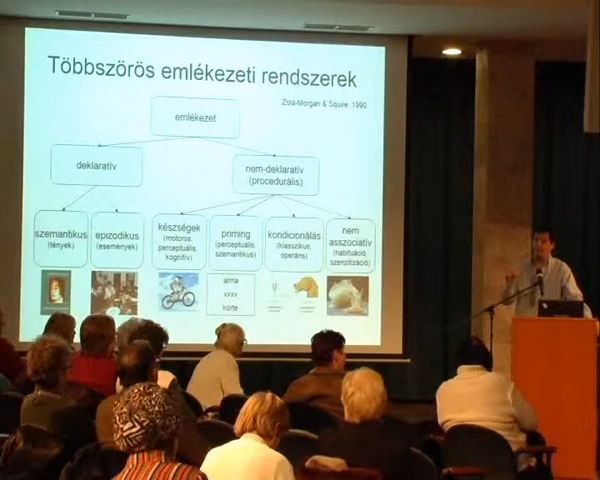 Többszörös emlékezeti rendszerek
Zola-Morgan & Squire, 1990
emlékezet
deklaratív
nem-deklaratív
(procedurális)
szemantikus
(tények)
epizodikus
(események)
készségek
(motoros,
perceptuális,
kognitív)
priming
(perceptuális,
szemantikus)
kondicionálás
(klasszikus,
operáns)
nem
asszociatív
(habituáció,
szenzitizáció)
alma
xxxx
körte